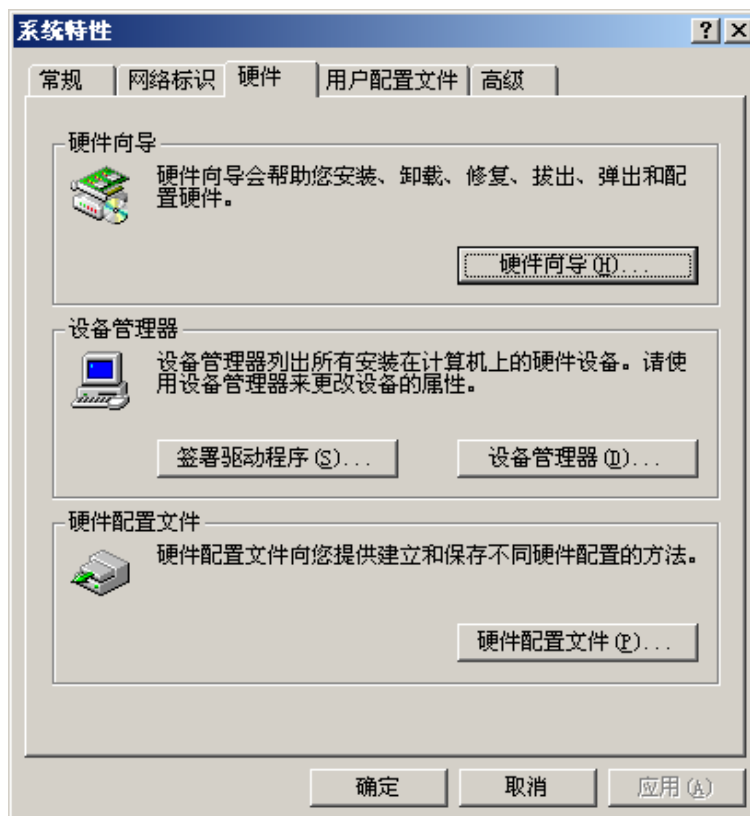 系统特性
常规 网络标识 硬件 用户配置文件 高级
硬件向导
硬件向导会帮助您安装、卸载、修复、拔出、弹出和配
置硬件。
硬件向导(H)...
设备管理器
设备管理器列出所有安装在计算机上的硬件设备。请使
用设备管理器来更改设备的属性。
签署驱动程序(S)... 设备管理器(D)...
硬件配置文件
硬件配置文件向您提供建立和保存不同硬件配置的方法。
硬件配置文件(P)...
确定 取消 应用(A)